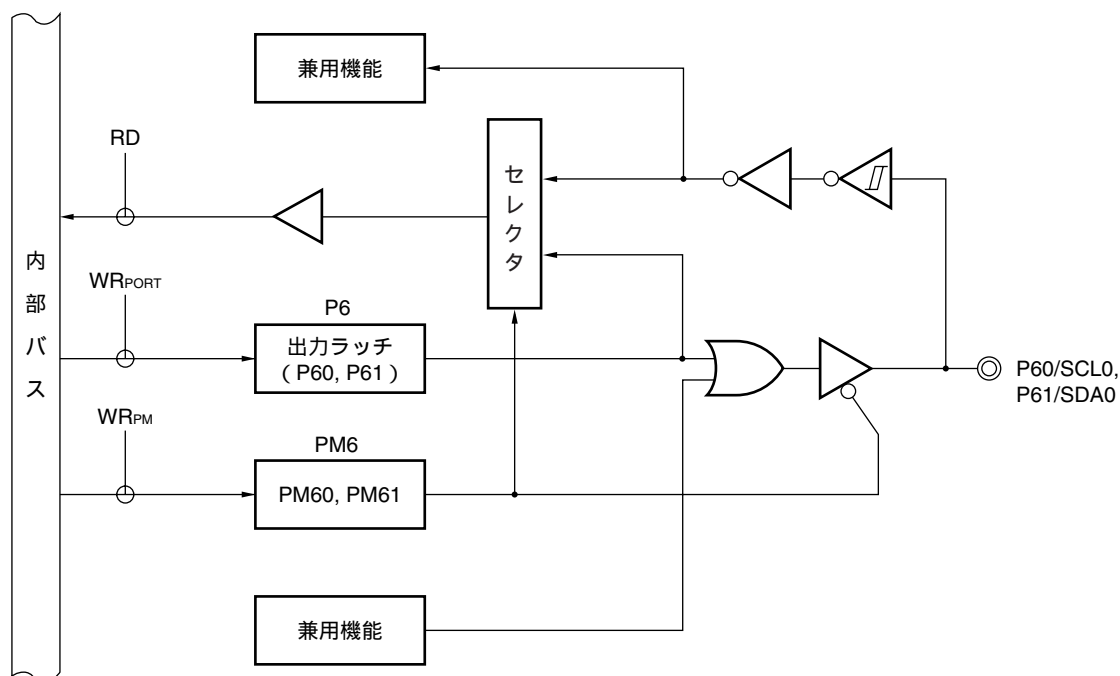 兼用機能
RD
セレクタ
内部バス
WRPORT
P6
出力ラッチ
（P60, P61）
P60/SCL0,
P61/SDA0
WRPM
PM6
PM60, PM61
兼用機能